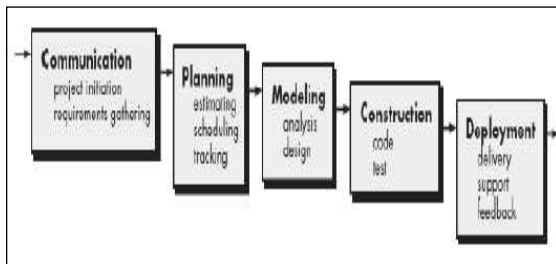 Communication
project initiation
requirements gathering
Planning
estimating
scheduling
tracking
Modeling
analysis
design
Construction
code
test
Deployment
delivery
support
feedback